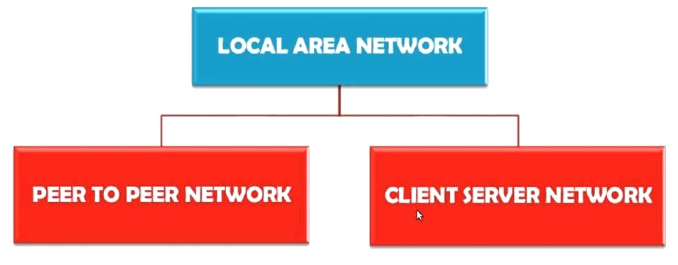 LOCAL AREA NETWORK
PEER TO PEER NETWORK
CLIENT SERVER NETWORK